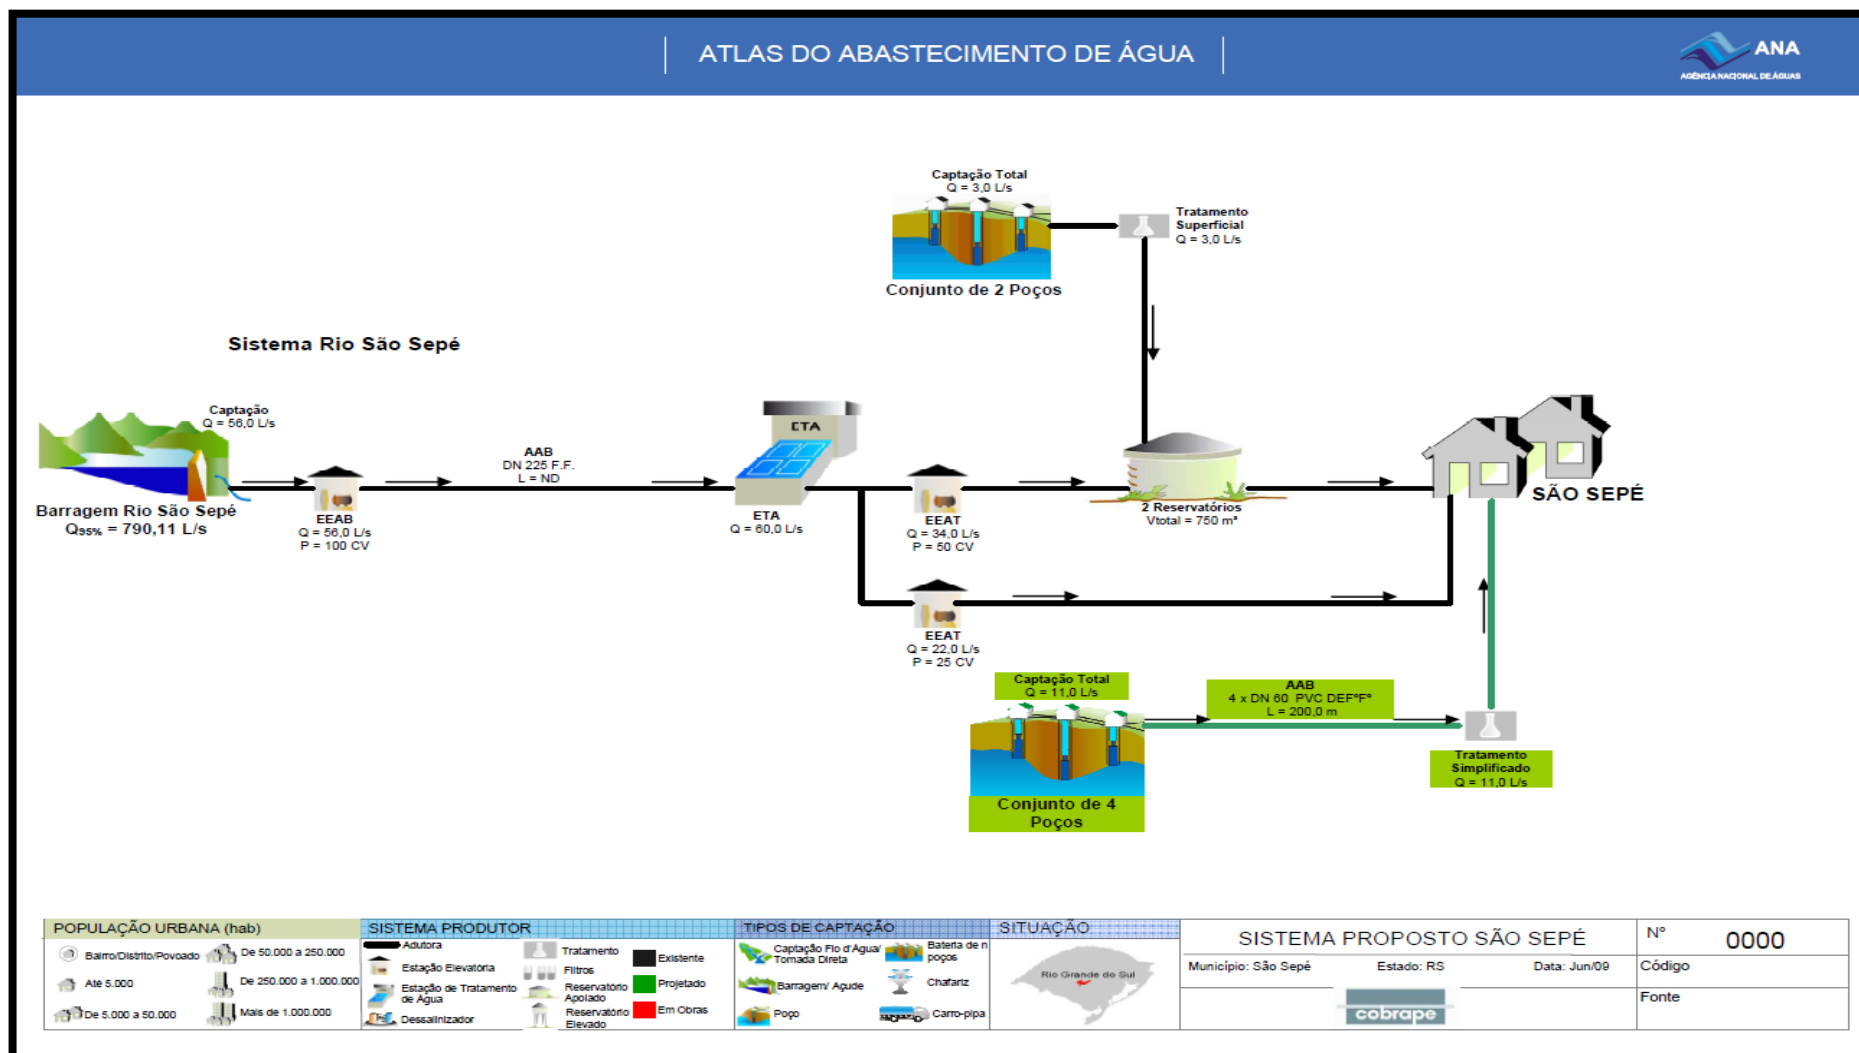 ATLAS DO ABASTECIMENTO DE ÁGUA
ANA
AGÊNCIA NACIONAL DE ÁGUAS
Captação Total
Q = 3,0 L/s
Tratamento
Superficial
Q = 3,0 L/s
Conjunto de 2 Poços
Sistema Rio São Sepé
Captação
Q = 56,0 L/s
Barragem Rio São Sepé
Q95% = 790,11 L/s
EEAB
Q = 56,0 L/s
P = 100 CV
AAB
DN 225 F.F.
L = ND
ETA
ETA
Q = 60,0 L/s
EEAT
Q = 34,0 L/s
P = 50 CV
2 Reservatórios
Vtotal = 750 m³
SÃO SEPÉ
EEAT
Q = 22,0 L/s
P = 25 CV
Captação Total
Q = 11,0 L/s
AAB
4 x DN 60 PVC DEFºFº
L = 200,0 m
Conjunto de 4
Poços
Tratamento
Simplificado
Q = 11,0 L/s
POPULAÇÃO URBANA (hab)
Bairro/Distrito/Povoado
De 50.000 a 250.000
Até 5.000
De 250.000 a 1.000.000
De 5.000 a 50.000
Mais de 1.000.000
SISTEMA PRODUTOR
Adutora
Estação Elevatória
Estação de Tratamento
de Água
Dessalinizador
Tratamento
Filtros
Reservatório
Apoiado
Reservatório
Elevado
Existente
Projetado
Em Obras
TIPOS DE CAPTAÇÃO
Captação Fio d'Água/
Tomada Direta
Barragem/ Açude
Poço
Bateria de n
poços
Chafariz
Carro-pipa
SITUAÇÃO
Rio Grande do Sul
SISTEMA PROPOSTO SÃO SEPÉ
Município: São Sepé
Estado: RS
Data: Jun/09
cobrape
Nº
0000
Código
Fonte